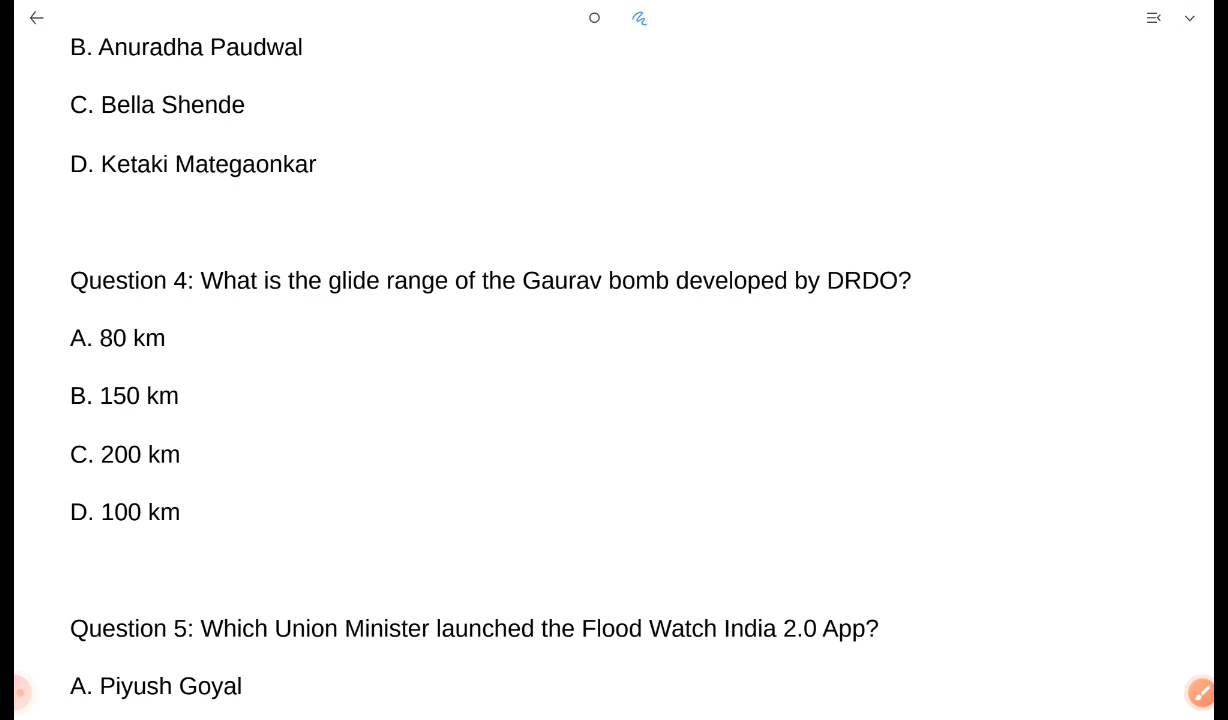 B. Anuradha Paudwal
C. Bella Shende
D. Ketaki Mategaonkar
Question 4: What is the glide range of the Gaurav bomb developed by DRDO?
A. 80 km
B. 150 km
C. 200 km
D. 100 km
Question 5: Which Union Minister launched the Flood Watch India 2.0 App?
A. Piyush Goyal